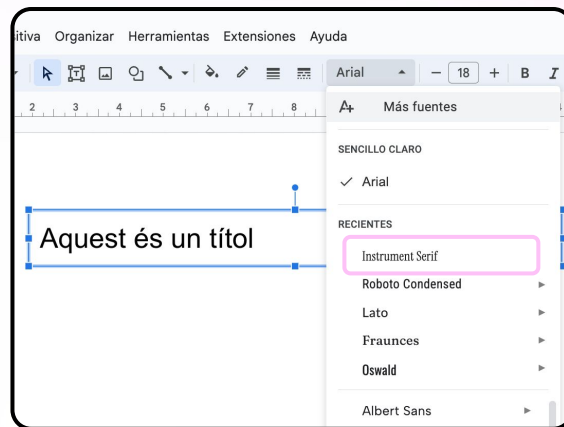 sitiva Organizar Herramientas Extensiones Ayuda
Arial − 18 + B I
2 3 4 5 6 7 8
Más fuentes
SENCILLO CLARO
Arial
Aquest és un títol
RECIENTES
Instrument Serif
Roboto Condensed
Lato
Fraunces
Oswald
Albert Sans